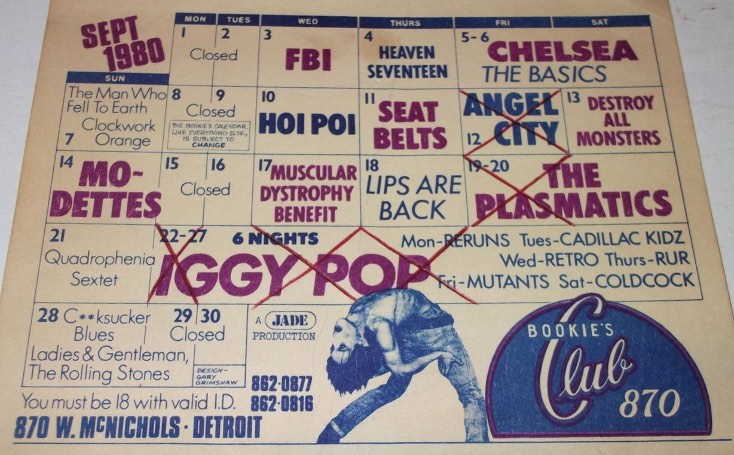 SEPT
1980
MON
TUES
WED
THURS
FRI
SAT
1 2
Closed
3
FBI
4
HEAVEN
SEVENTEEN
5-6
CHELSEA
THE BASICS
SUN
The Man Who
Fell To Earth
Clockwork
7 Orange
8 9
Closed
THE BOOKIE'S CALENDAR,
LIKE EVERYTHING ELSE,
IS SUBJECT TO
CHANGE
10
HOI POI
11
SEAT
BELTS
ANGEL
12 CITY
13 DESTROY
ALL
MONSTERS
14
MO-
DETTES
15 16
Closed
17 MUSCULAR
DYSTROPHY
BENEFIT
18
LIPS ARE
BACK
19-20
THE
PLASMATICS
21
Quadrophenia
Sextet
22-27 6 NIGHTS
IGGY POP
Mon-RERUNS Tues-CADILLAC KIDZ
Wed-RETRO Thurs-RUR
Fri-MUTANTS Sat-COLDCOCK
28 C**ksucker
Blues
Ladies & Gentleman,
The Rolling Stones
29 30
Closed
DESIGN-
GARY
GRIMSHAW
A JADE
PRODUCTION
862-0877
862-0816
BOOKIE'S
Club
870
You must be 18 with valid I.D.
870 W. McNICHOLS · DETROIT